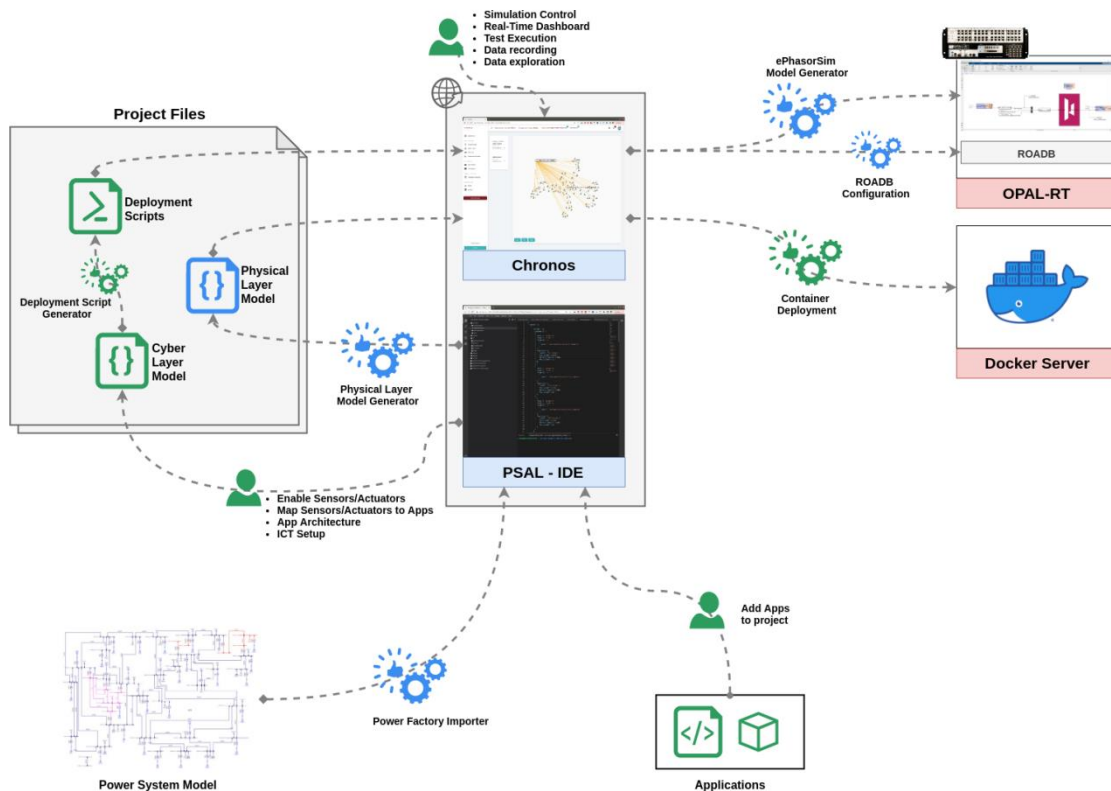 Simulation Control
Real-Time Dashboard
Test Execution
Data recording
Data exploration
Project Files
Deployment
Scripts
Deployment Script
Generator
Physical
Layer
Model
Cyber
Layer
Model
Physical Layer
Model Generator
Chronos
PSAL - IDE
ePhasorSim
Model Generator
ROADB
Configuration
ROADB
OPAL-RT
Container
Deployment
Docker Server
Enable Sensors/Actuators
Map Sensors/Actuators to Apps
App Architecture
ICT Setup
Add Apps
to project
Power Factory Importer
Power System Model
</>
Applications